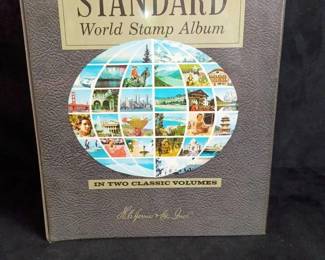 STANDARD
World Stamp Album
IN TWO CLASSIC VOLUMES